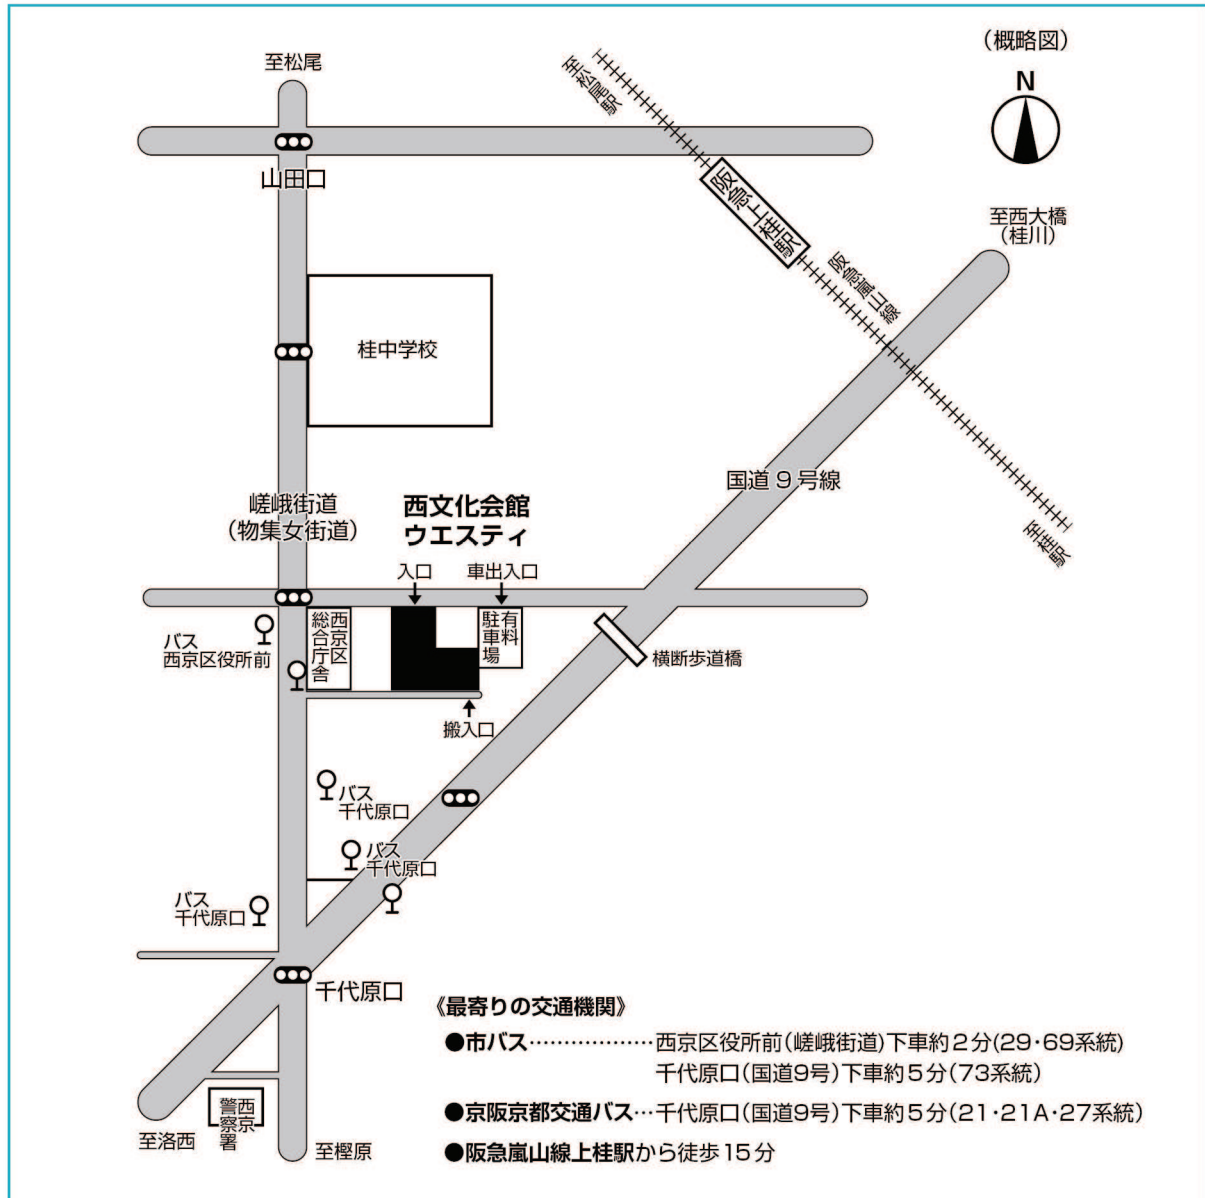 (概略図)
N
至松尾
至松尾駅
山田口
阪急上桂駅
至西大橋
(桂川)
阪急嵐山線
桂中学校
国道9号線
嵯峨街道
(物集女街道)
西文化会館
ウエスティ
至桂駅
入口
車出入口
バス
西京区役所前
西京区
総合庁舎
有料
駐車場
横断歩道橋
搬入口
バス
千代原口
バス
千代原口
バス
千代原口
千代原口
西京
警察署
至洛西
至樫原
《最寄りの交通機関》
●市バス………………西京区役所前(嵯峨街道)下車約2分(29・69系統)
千代原口(国道9号)下車約5分(73系統)
●京阪京都交通バス…千代原口(国道9号)下車約5分(21・21A・27系統)
●阪急嵐山線上桂駅から徒歩15分